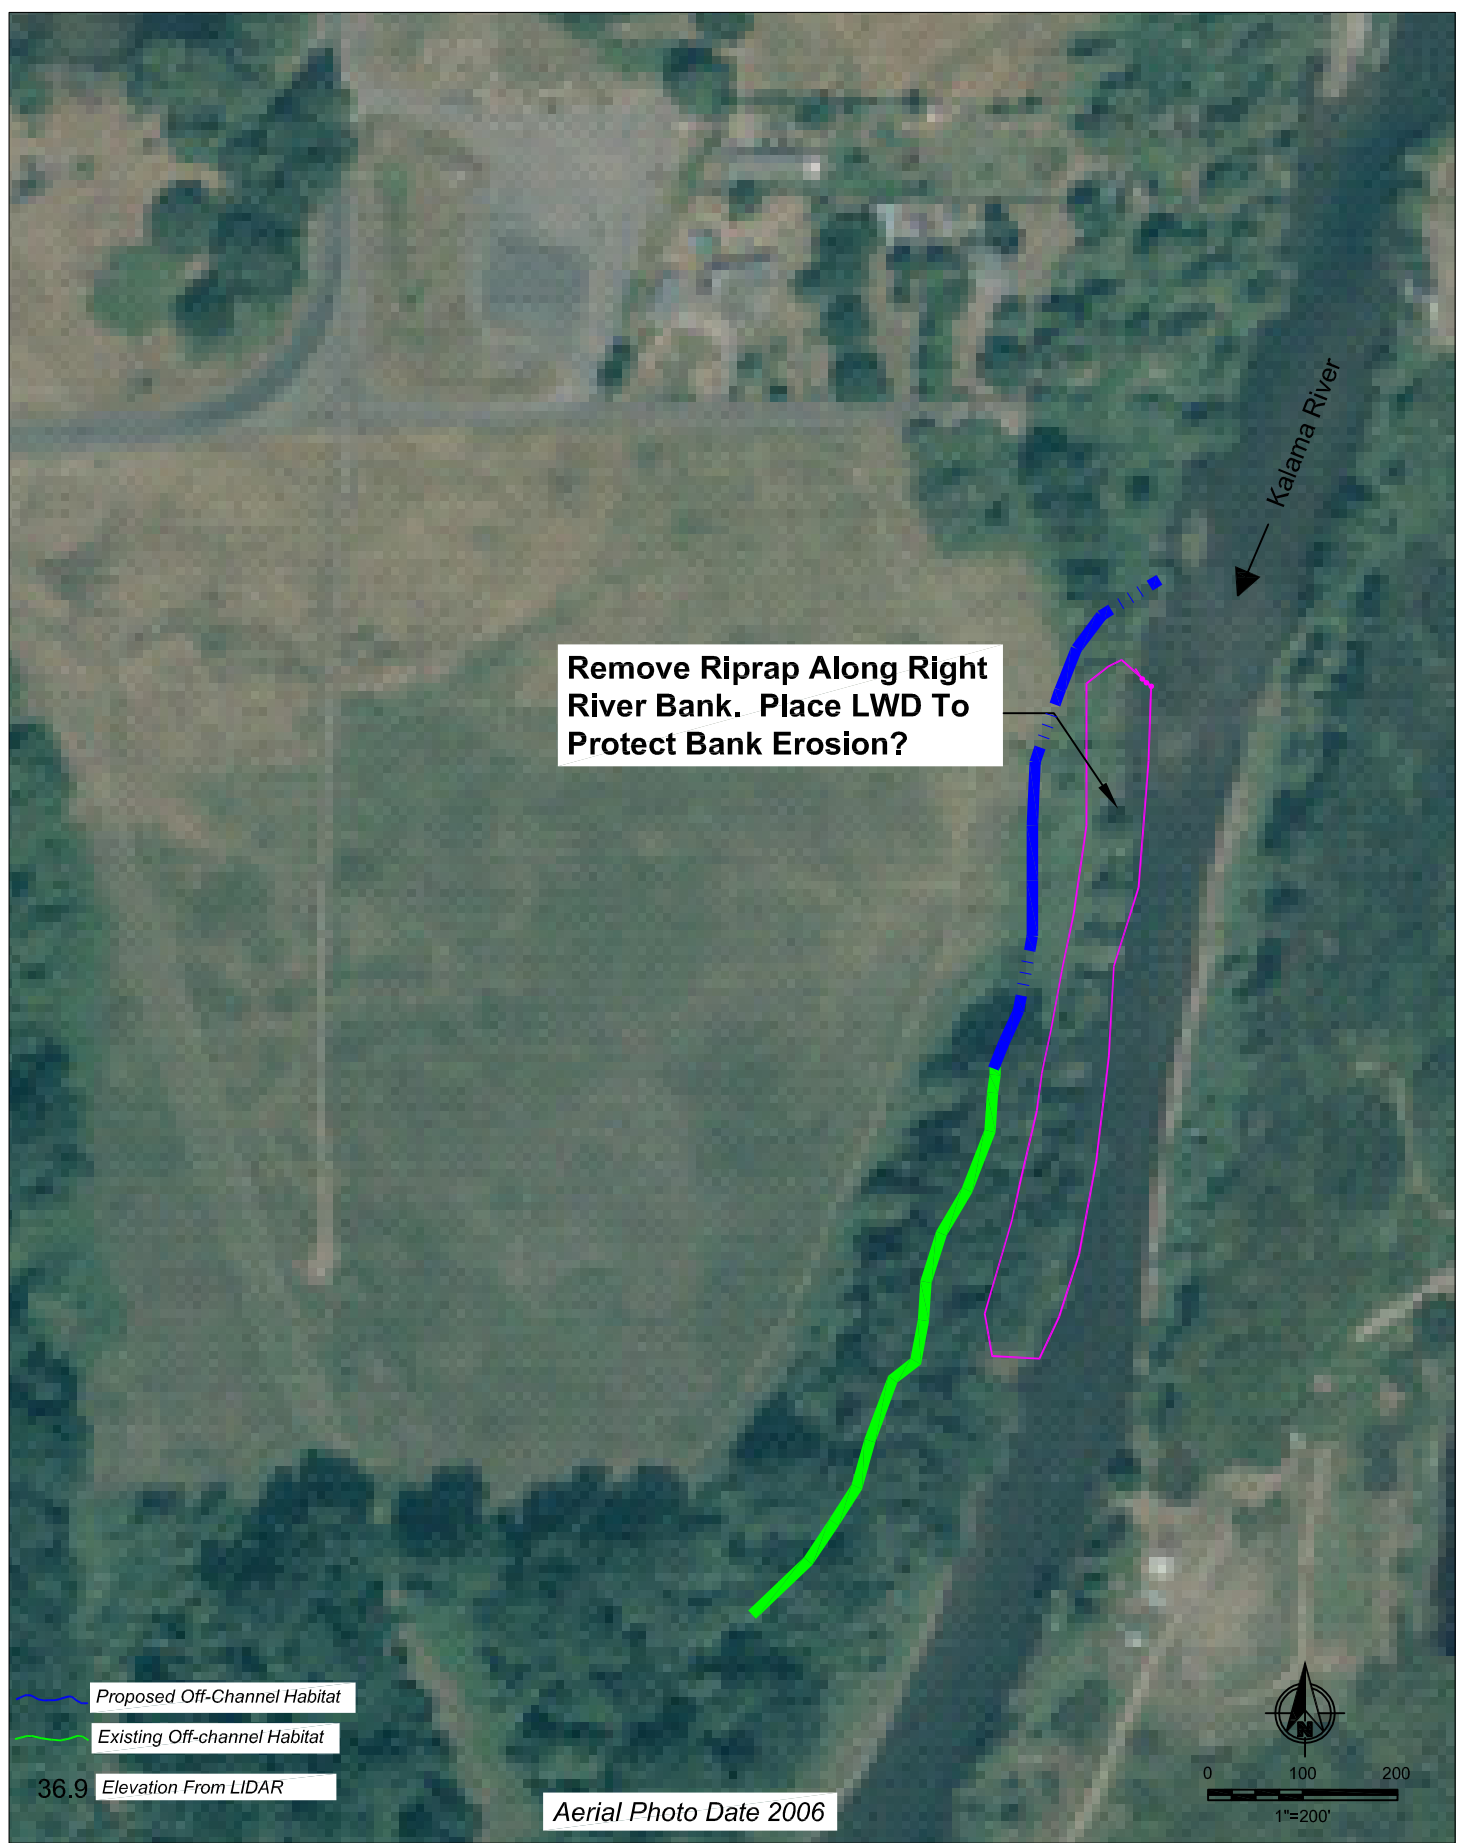 Kalama River
Remove Riprap Along Right
River Bank. Place LWD To
Protect Bank Erosion?
Proposed Off-Channel Habitat
Existing Off-channel Habitat
36.9 Elevation From LIDAR
Aerial Photo Date 2006
N
0 100 200
1"=200'